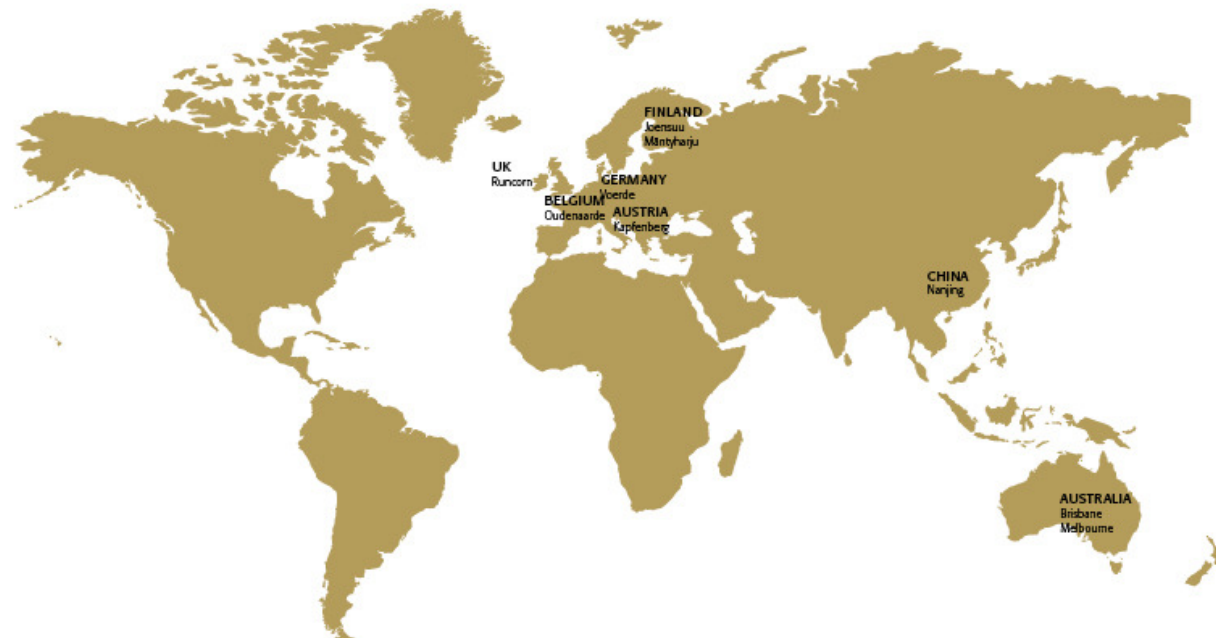 FINLAND
Joensuu
Mäntyharju
UK
Runcorn
GERMANY
Voerde
BELGIUM
Oudenaarde
AUSTRIA
Kapfenberg
CHINA
Nanjing
AUSTRALIA
Brisbane
Melbourne